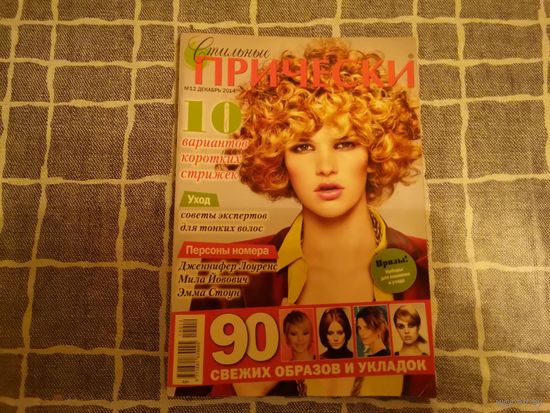 Стильные
ПРИЧЕСКИ
№12 ДЕКАБРЬ 2014
10
вариантов
коротких
стрижек
Уход
советы экспертов
для тонких волос
Персоны номера
Дженнифер Лоуренс
Мила Йовович
Эмма Стоун
Призы!
90
СВЕЖИХ ОБРАЗОВ И УКЛАДОК